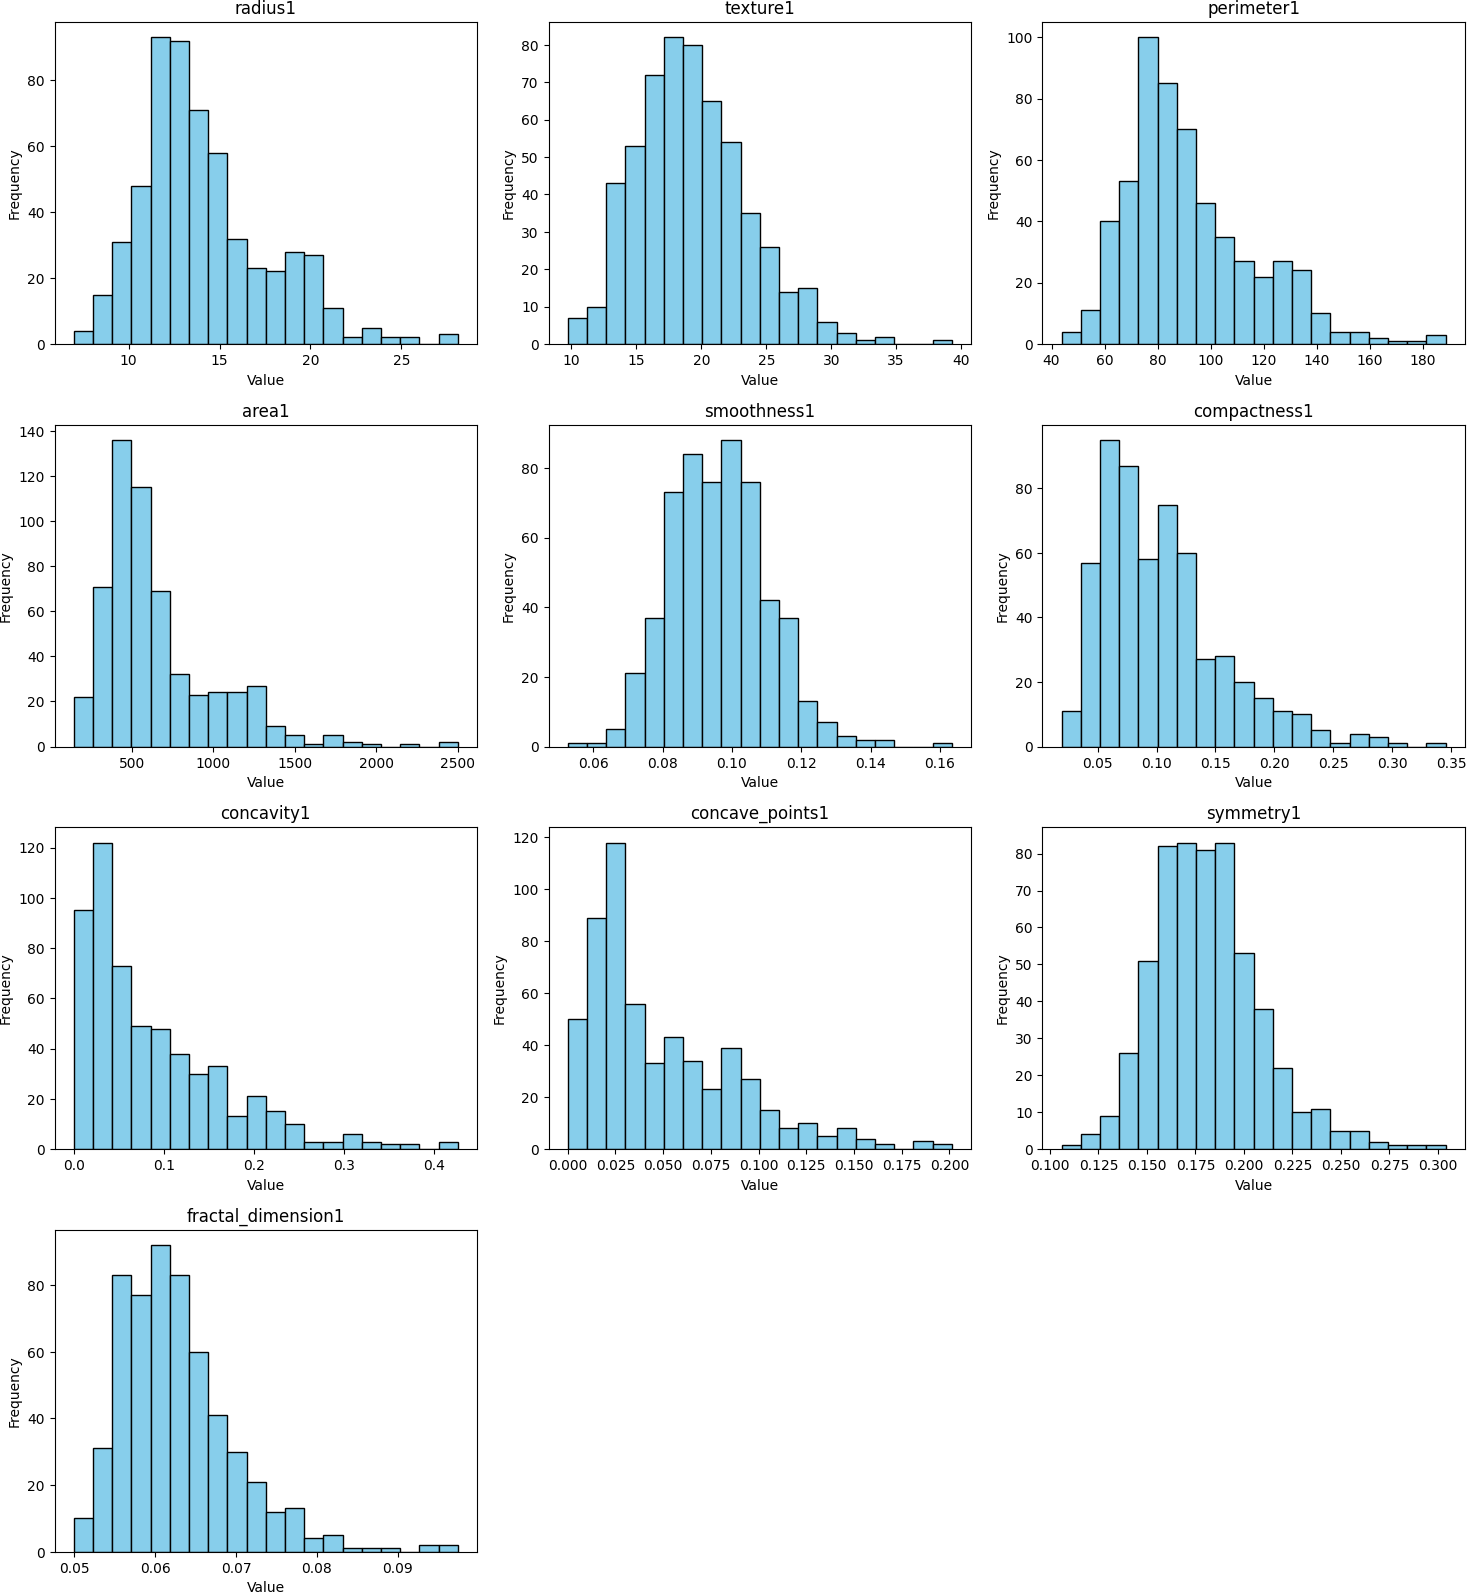 radius1
texture1
perimeter1
Frequency
80
60
40
20
0
10 15 20 25
Value
Frequency
80
70
60
50
40
30
20
10
0
10 15 20 25 30 35 40
Value
Frequency
100
80
60
40
20
0
40 60 80 100 120 140 160 180
Value
area1
smoothness1
compactness1
Frequency
140
120
100
80
60
40
20
0
500 1000 1500 2000 2500
Value
Frequency
80
60
40
20
0
0.06 0.08 0.10 0.12 0.14 0.16
Value
Frequency
80
60
40
20
0
0.05 0.10 0.15 0.20 0.25 0.30 0.35
Value
concavity1
concave_points1
symmetry1
Frequency
120
100
80
60
40
20
0
0.0 0.1 0.2 0.3 0.4
Value
Frequency
120
100
80
60
40
20
0
0.000 0.025 0.050 0.075 0.100 0.125 0.150 0.175 0.200
Value
Frequency
80
70
60
50
40
30
20
10
0
0.100 0.125 0.150 0.175 0.200 0.225 0.250 0.275 0.300
Value
fractal_dimension1
Frequency
80
60
40
20
0
0.05 0.06 0.07 0.08 0.09
Value